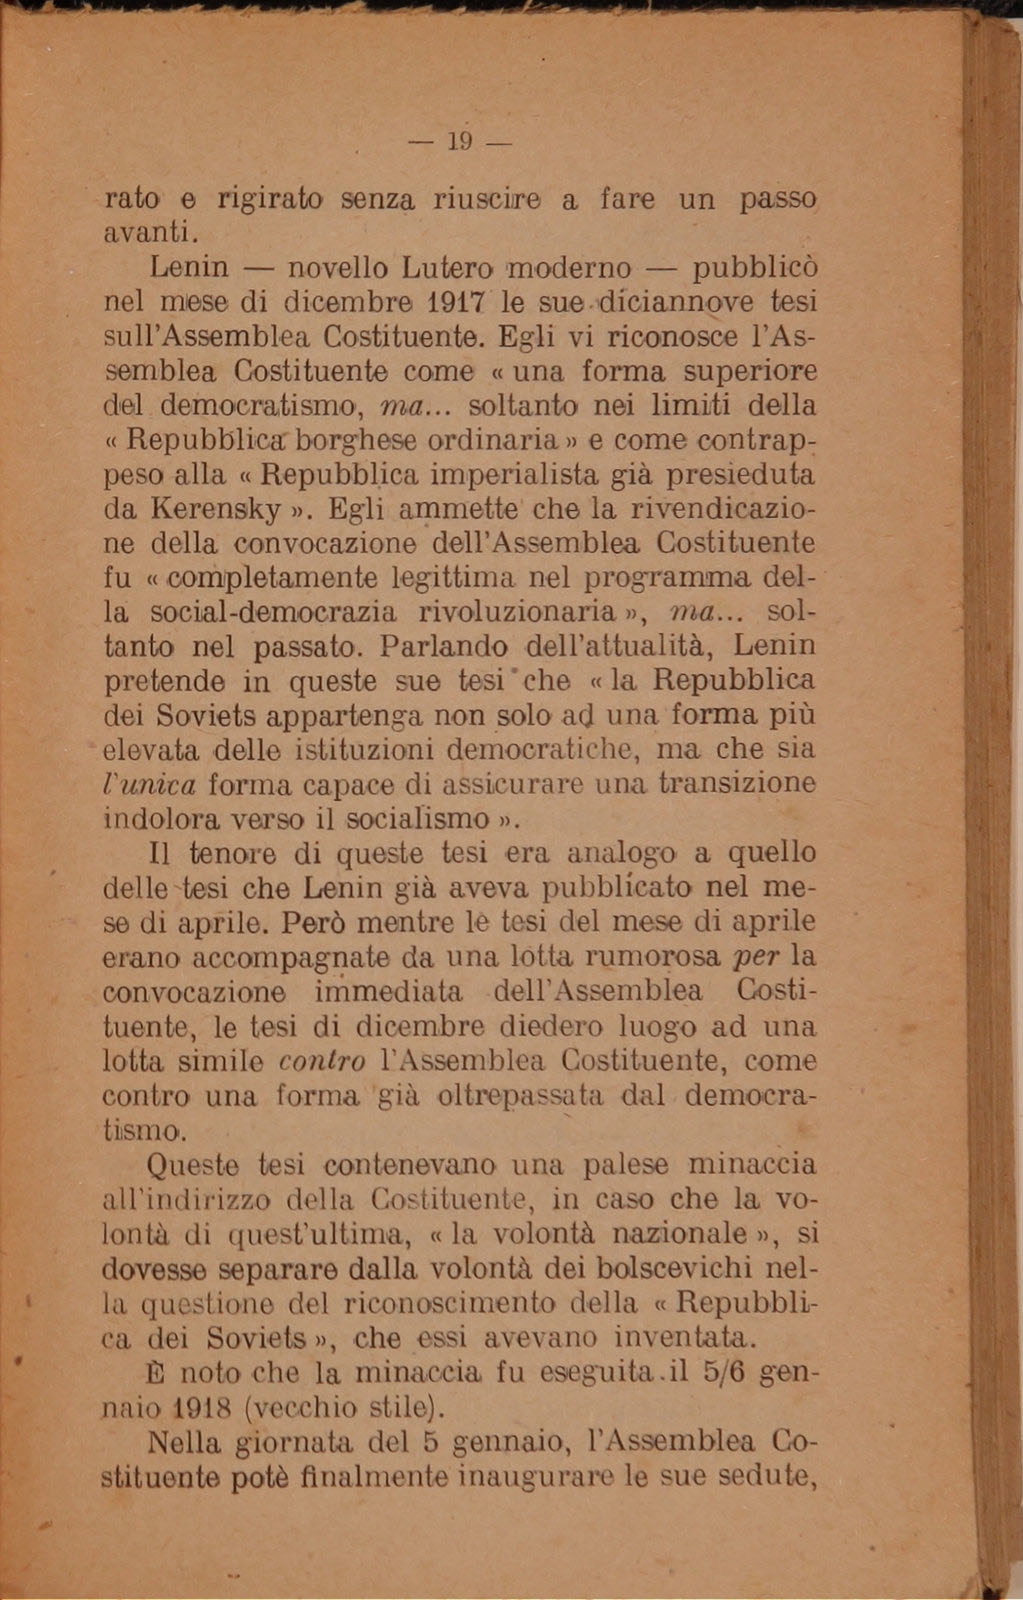 — 19 —
rato e rigirato senza riuscire a fare un passo
avanti.
Lenin — novello Lutero moderno — pubblicò
nel mese di dicembre 1917 le sue diciannove tesi
sull'Assemblea Costituente. Egli vi riconosce l'As-
semblea Costituente come « una forma superiore
del democratismo, ma... soltanto nei limiti della
« Repubblica borghese ordinaria » e come contrap-
peso alla « Repubblica imperialista già presieduta
da Kerensky ». Egli ammette che la rivendicazio-
ne della convocazione dell'Assemblea Costituente
fu « completamente legittima nel programma del-
la social-democrazia rivoluzionaria », ma... sol-
tanto nel passato. Parlando dell'attualità, Lenin
pretende in queste sue tesi che « la Repubblica
dei Soviets appartenga non solo ad una forma più
elevata delle istituzioni democratiche, ma che sia
l'unica forma capace di assicurare una transizione
indolora verso il socialismo ».
Il tenore di queste tesi era analogo a quello
delle tesi che Lenin già aveva pubblicato nel me-
se di aprile. Però mentre le tesi del mese di aprile
erano accompagnate da una lotta rumorosa per la
convocazione immediata dell'Assemblea Costi-
tuente, le tesi di dicembre diedero luogo ad una
lotta simile contro l'Assemblea Costituente, come
contro una forma già oltrepassata dal democra-
tismo.
Queste tesi contenevano una palese minaccia
all'indirizzo della Costituente, in caso che la vo-
lontà di quest'ultima, « la volontà nazionale », si
dovesse separare dalla volontà dei bolscevichi nel-
la questione del riconoscimento della « Repubbli-
ca dei Soviets », che essi avevano inventata.
È noto che la minaccia fu eseguita il 5/6 gen-
naio 1918 (vecchio stile).
Nella giornata del 5 gennaio, l'Assemblea Co-
stituente potè finalmente inaugurare le sue sedute,